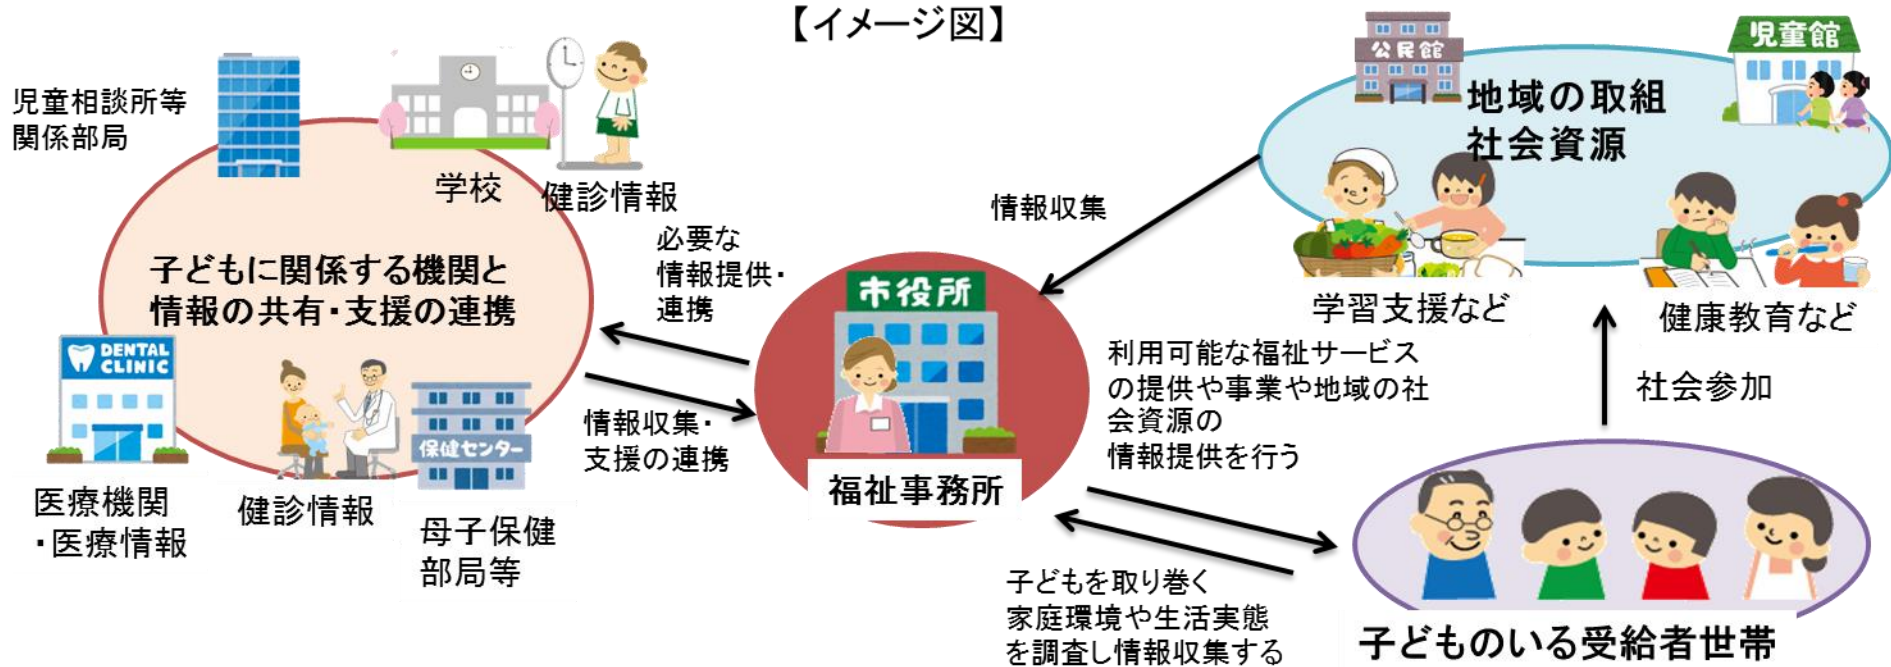 【イメージ図】
児童相談所等
関係部局
学校
健診情報
子どもに関係する機関と
情報の共有・支援の連携
DENTAL
CLINIC
医療機関
・医療情報
健診情報
保健センター
母子保健
部局等
必要な
情報提供・
連携
情報収集・
支援の連携
市役所
福祉事務所
情報収集
公民館
児童館
地域の取組
社会資源
学習支援など
健康教育など
利用可能な福祉サービス
の提供や事業や地域の社
会資源の
情報提供を行う
社会参加
子どもを取り巻く
家庭環境や生活実態
を調査し情報収集する
子どものいる受給者世帯